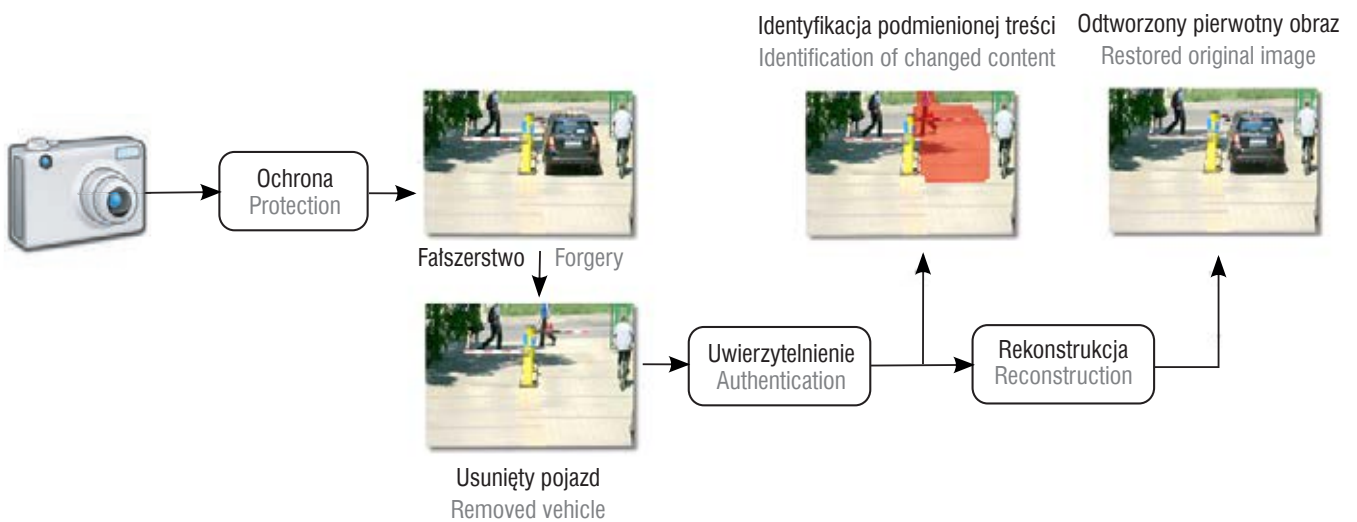 Identyfikacja podmienionej treści
Identification of changed content
Odtworzony pierwotny obraz
Restored original image
Ochrona
Protection
Fałszerstwo
Forgery
Uwierzytelnienie
Authentication
Rekonstrukcja
Reconstruction
Usunięty pojazd
Removed vehicle